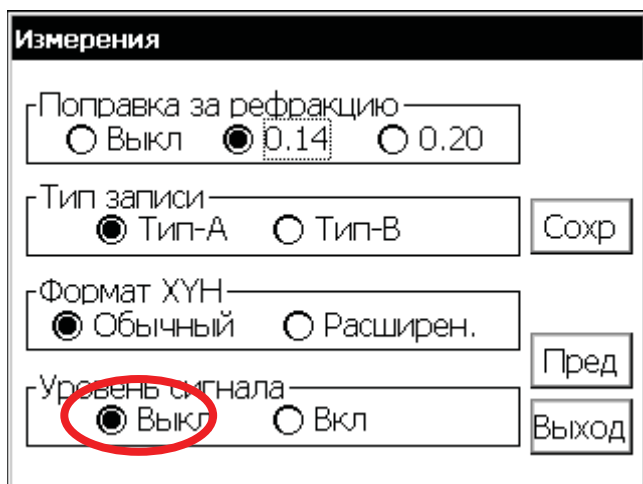 Измерения
Поправка за рефракцию
Выкл 0.14 0.20
Тип записи
Тип-А Тип-В
Сохр
Формат XYH
Обычный Расширен.
Пред
Уровень сигнала
Выкл Вкл
Выход